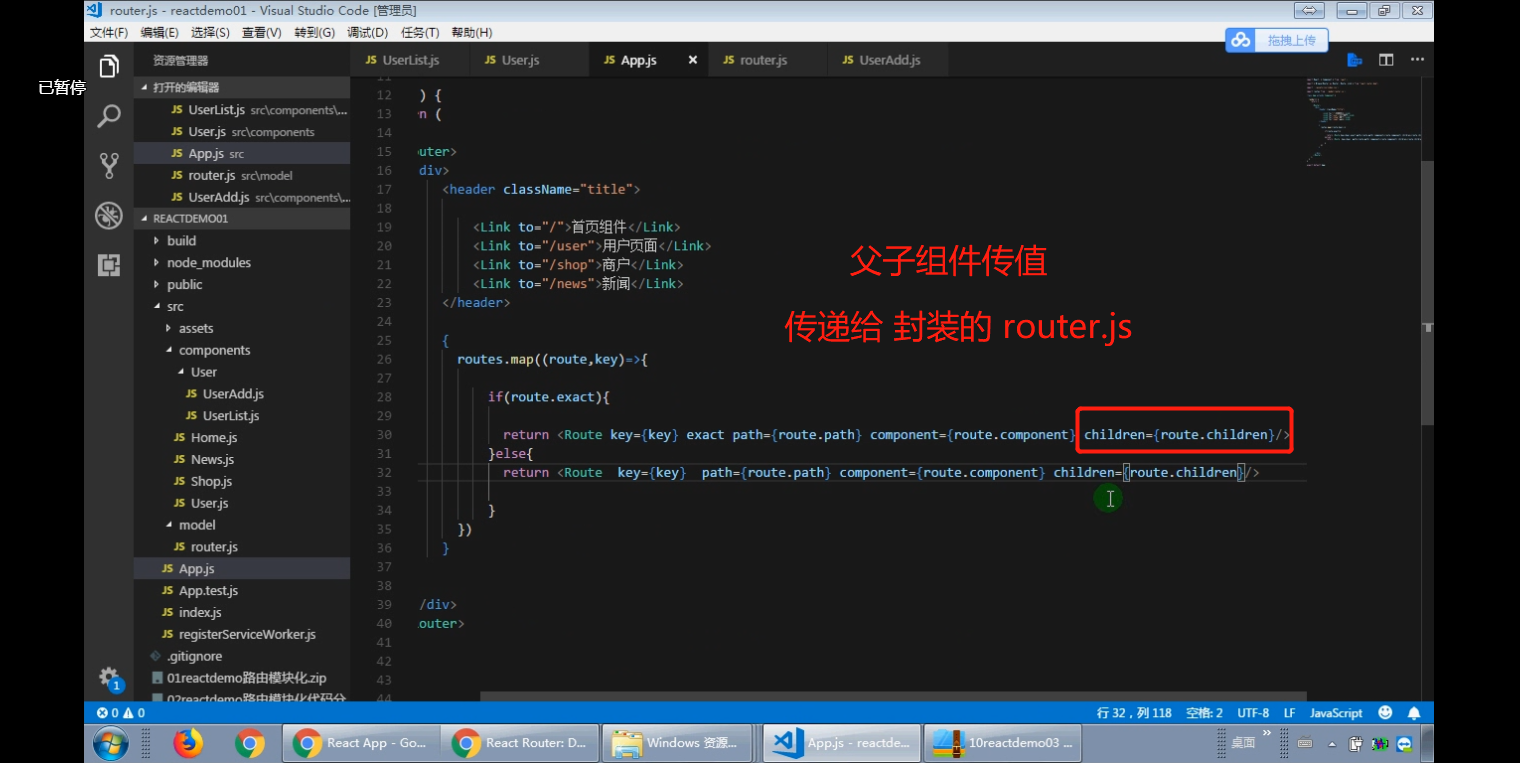 router.js - reactdemo01 - Visual Studio Code [管理员]
文件(F) 编辑(E) 选择(S) 查看(V) 转到(G) 调试(D) 任务(T) 帮助(H)
拖拽上传
已暂停
资源管理器
JS UserList.js JS User.js JS App.js × JS router.js JS UserAdd.js
打开的编辑器
JS UserList.js src\components\...
JS User.js src\components
JS App.js src
JS router.js src\model
JS UserAdd.js src\components\...
REACTDEMO01
build
node_modules
public
src
assets
components
User
JS UserAdd.js
JS UserList.js
JS Home.js
JS News.js
JS Shop.js
JS User.js
model
JS router.js
JS App.js
JS App.test.js
JS index.js
JS registerServiceWorker.js
.gitignore
01reactdemo路由模块化.zip
02reactdemo路由模块化代码分
11
12 ) {
13 n (
14
15 outer>
16 div>
17 <header className="title">
18
19 <Link to="/">首页组件</Link>
20 <Link to="/user">用户页面</Link>
21 <Link to="/shop">商户</Link>
22 <Link to="/news">新闻</Link>
23 </header>
24
25 {
26 routes.map((route,key)=>{
27
28 if(route.exact){
29
30 return <Route key={key} exact path={route.path} component={route.component} children={route.children}/>
31 }else{
32 return <Route  key={key}  path={route.path} component={route.component} children={route.children}/>
33
34 }
35 })
36 }
37
38
39 /div>
40 outer>
41
42
43
44
父子组件传值
传递给 封装的 router.js
1
0 0
行 32，列 118 空格: 2 UTF-8 LF JavaScript
React App - Go... React Router: D... Windows 资源... App.js - reactde... 10reactdemo03 ... 桌面 »